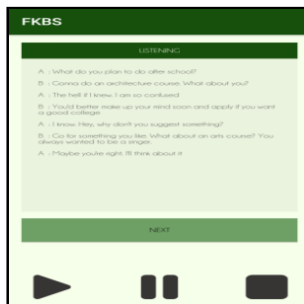 FKBS
LISTENING
A : What do you plan to do after school?
B : Gonna do an architecture course. What about you?
A : The hell if I knew. I am so confused
B : You'd better make up your mind soon and apply if you want
a good college
A : I know. Hey, why don't you suggest something?
B : Go for something you like. What about an arts course? You
always wanted to be a singer.
A : Maybe you're right. I'll think about it
NEXT